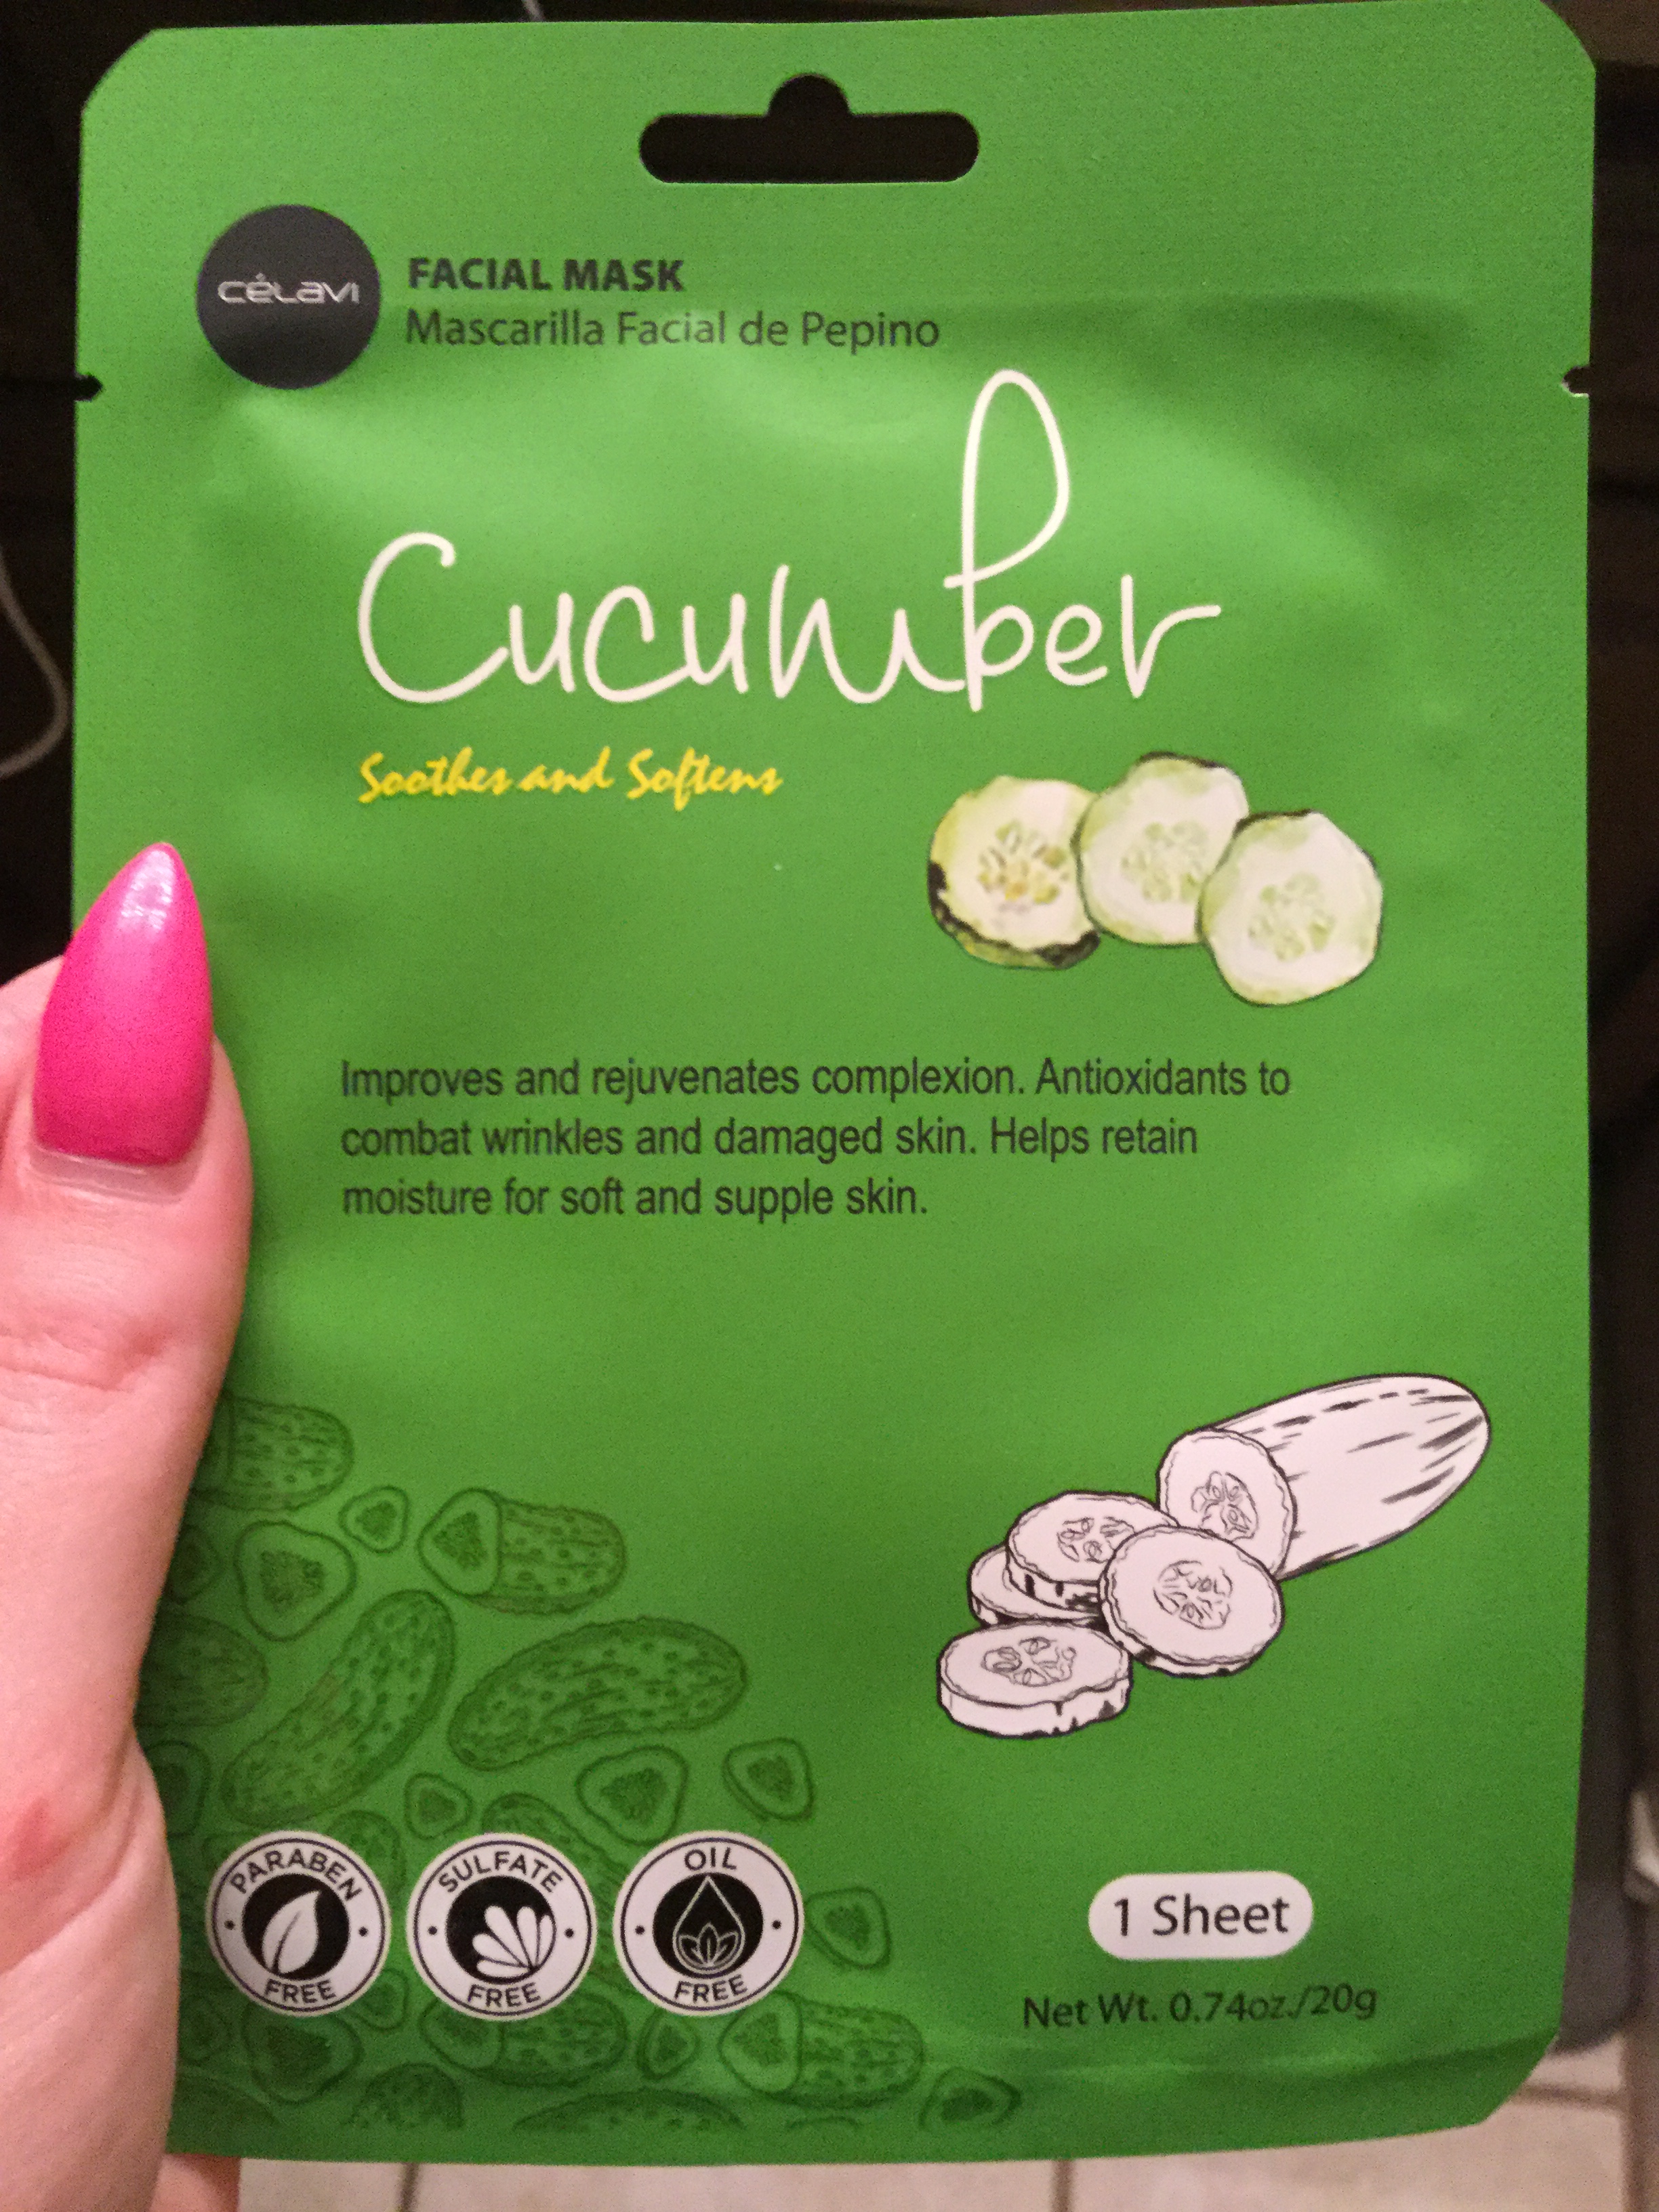 CéLavi
FACIAL MASK
Mascarilla Facial de Pepino
Cucumber
Soothes and Softens
Improves and rejuvenates complexion. Antioxidants to
combat wrinkles and damaged skin. Helps retain
moisture for soft and supple skin.
PARABEN FREE
SULFATE FREE
OIL FREE
1 Sheet
Net Wt. 0.74oz./20g